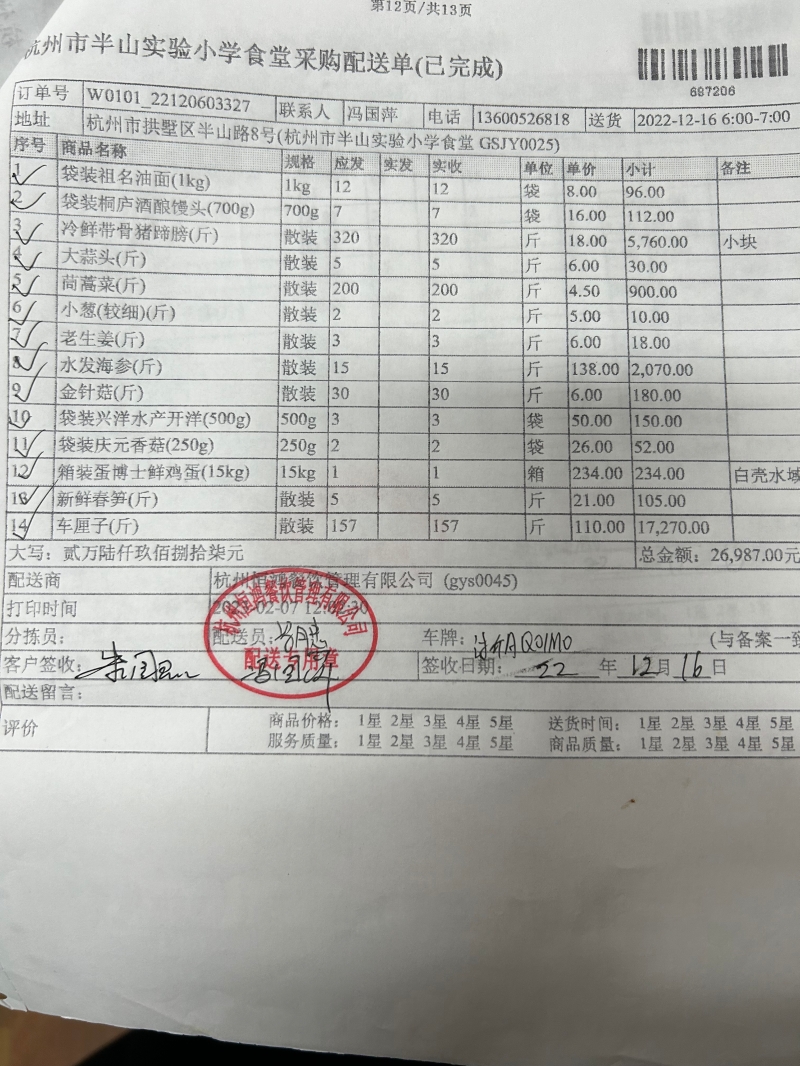 第12页/共13页
杭州市半山实验小学食堂采购配送单(已完成)
687206
订单号 W0101_22120603327 联系人 冯国萍 电话 13600526818 送货 2022-12-16 6:00-7:00
地址 杭州市拱墅区半山路8号(杭州市半山实验小学食堂 GSJY0025)
序号 商品名称 规格 应发 实发 实收 单位 单价 小计 备注
1 袋装祖名油面(1kg) 1kg 12 12 袋 8.00 96.00
2 袋装桐庐酒酿馒头(700g) 700g 7 7 袋 16.00 112.00
3 冷鲜带骨猪蹄膀(斤) 散装 320 320 斤 18.00 5,760.00 小块
4 大蒜头(斤) 散装 5 5 斤 6.00 30.00
5 茼蒿菜(斤) 散装 200 200 斤 4.50 900.00
6 小葱(较细)(斤) 散装 2 2 斤 5.00 10.00
7 老生姜(斤) 散装 3 3 斤 6.00 18.00
8 水发海参(斤) 散装 15 15 斤 138.00 2,070.00
9 金针菇(斤) 散装 30 30 斤 6.00 180.00
10 袋装兴洋水产开洋(500g) 500g 3 3 袋 50.00 150.00
11 袋装庆元香菇(250g) 250g 2 2 袋 26.00 52.00
12 箱装蛋博士鲜鸡蛋(15kg) 15kg 1 1 箱 234.00 234.00 白壳水域
13 新鲜春笋(斤) 散装 5 5 斤 21.00 105.00
14 车厘子(斤) 散装 157 157 斤 110.00 17,270.00
大写：贰万陆仟玖佰捌拾柒元 总金额：26,987.00元
配送商 杭州恒鸿餐饮管理有限公司 (gys0045)
打印时间
杭州恒鸿餐饮管理有限公司
配送专用章
分拣员： 配送员： 车牌： (与备案一致
客户签收： 签收日期： 22 年 12 月 16 日
配送留言：
评价 商品价格： 1星 2星 3星 4星 5星 送货时间： 1星 2星 3星 4星 5星
服务质量： 1星 2星 3星 4星 5星 商品质量： 1星 2星 3星 4星 5星